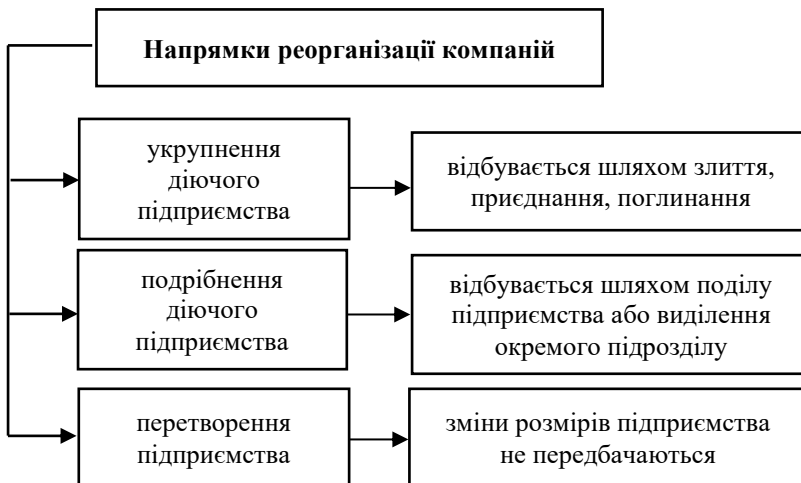 Напрямки реорганізації компаній
укрупнення
діючого
підприємства
відбувається шляхом злиття,
приєднання, поглинання
подрібнення
діючого
підприємства
відбувається шляхом поділу
підприємства або виділення
окремого підрозділу
перетворення
підприємства
зміни розмірів підприємства
не передбачаються